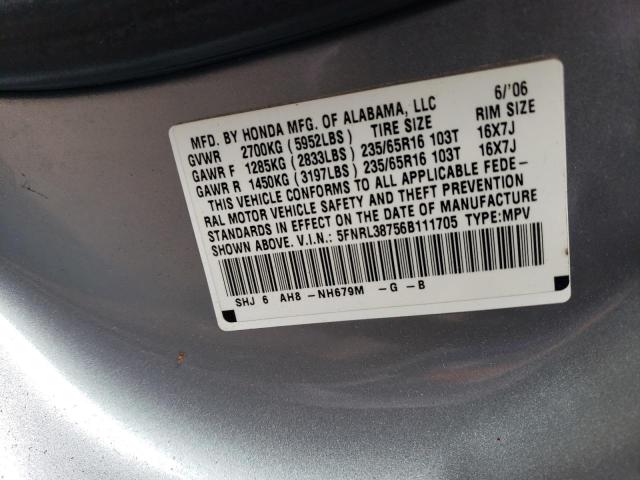 MFD. BY HONDA MFG. OF ALABAMA, LLC 6/'06
GVWR 2700KG (5952LBS) TIRE SIZE RIM SIZE
GAWR F 1285KG (2833LBS) 235/65R16 103T 16X7J
GAWR R 1450KG (3197LBS) 235/65R16 103T 16X7J
THIS VEHICLE CONFORMS TO ALL APPLICABLE FEDE-
RAL MOTOR VEHICLE SAFETY AND THEFT PREVENTION
STANDARDS IN EFFECT ON THE DATE OF MANUFACTURE
SHOWN ABOVE. V.I.N.: 5FNRL38756B111705 TYPE:MPV
SHJ 6 AH8 -NH679M -G -B